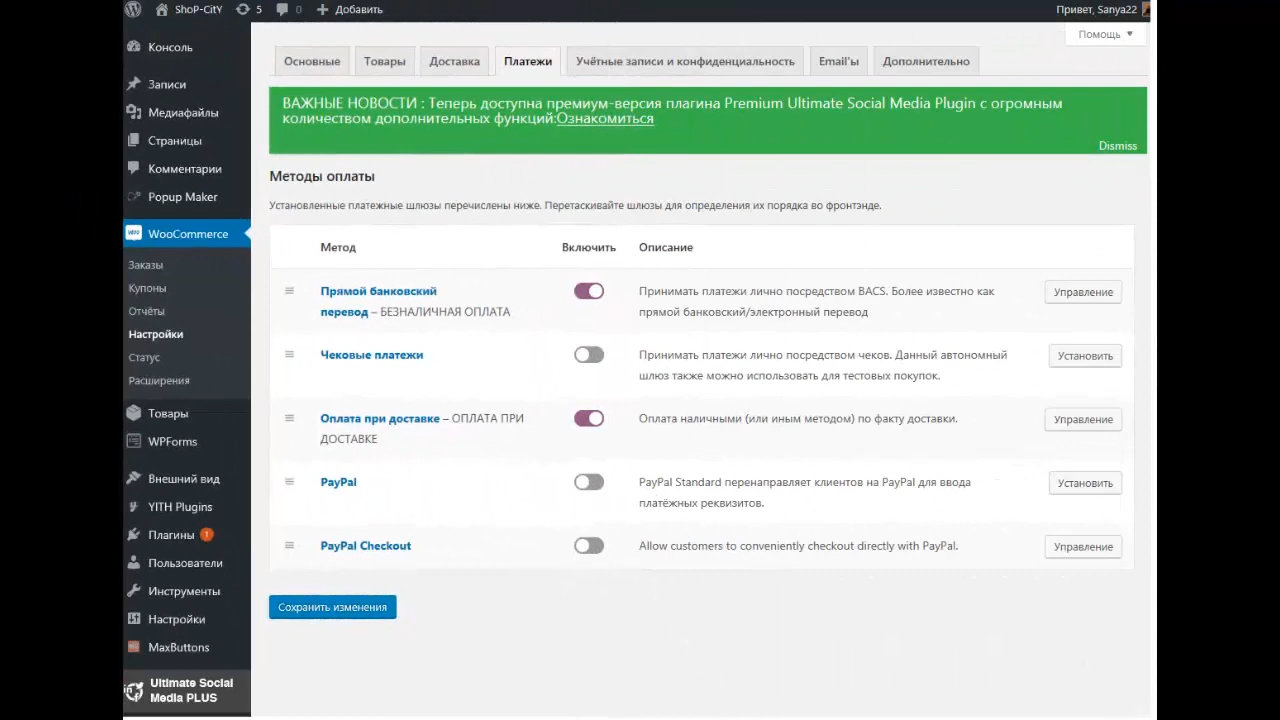 ShoP-CitY 5 0 Добавить Привет, Sanya22
Помощь
Консоль
Записи
Медиафайлы
Страницы
Комментарии
Popup Maker
WooCommerce
Заказы
Купоны
Отчёты
Настройки
Статус
Расширения
Товары
WPForms
Внешний вид
YITH Plugins
Плагины 1
Пользователи
Инструменты
Настройки
MaxButtons
Ultimate Social
Media PLUS
Основные Товары Доставка Платежи Учётные записи и конфиденциальность Email'ы Дополнительно
ВАЖНЫЕ НОВОСТИ : Теперь доступна премиум-версия плагина Premium Ultimate Social Media Plugin с огромным
количеством дополнительных функций:Ознакомиться
Dismiss
Методы оплаты
Установленные платежные шлюзы перечислены ниже. Перетаскивайте шлюзы для определения их порядка во фронтэнде.
Метод Включить Описание
Прямой банковский Принимать платежи лично посредством BACS. Более известно как Управление
перевод – БЕЗНАЛИЧНАЯ ОПЛАТА прямой банковский/электронный перевод
Чековые платежи Принимать платежи лично посредством чеков. Данный автономный Установить
шлюз также можно использовать для тестовых покупок.
Оплата при доставке – ОПЛАТА ПРИ Оплата наличными (или иным методом) по факту доставки. Управление
ДОСТАВКЕ
PayPal PayPal Standard перенаправляет клиентов на PayPal для ввода Установить
платёжных реквизитов.
PayPal Checkout Allow customers to conveniently checkout directly with PayPal. Управление
Сохранить изменения